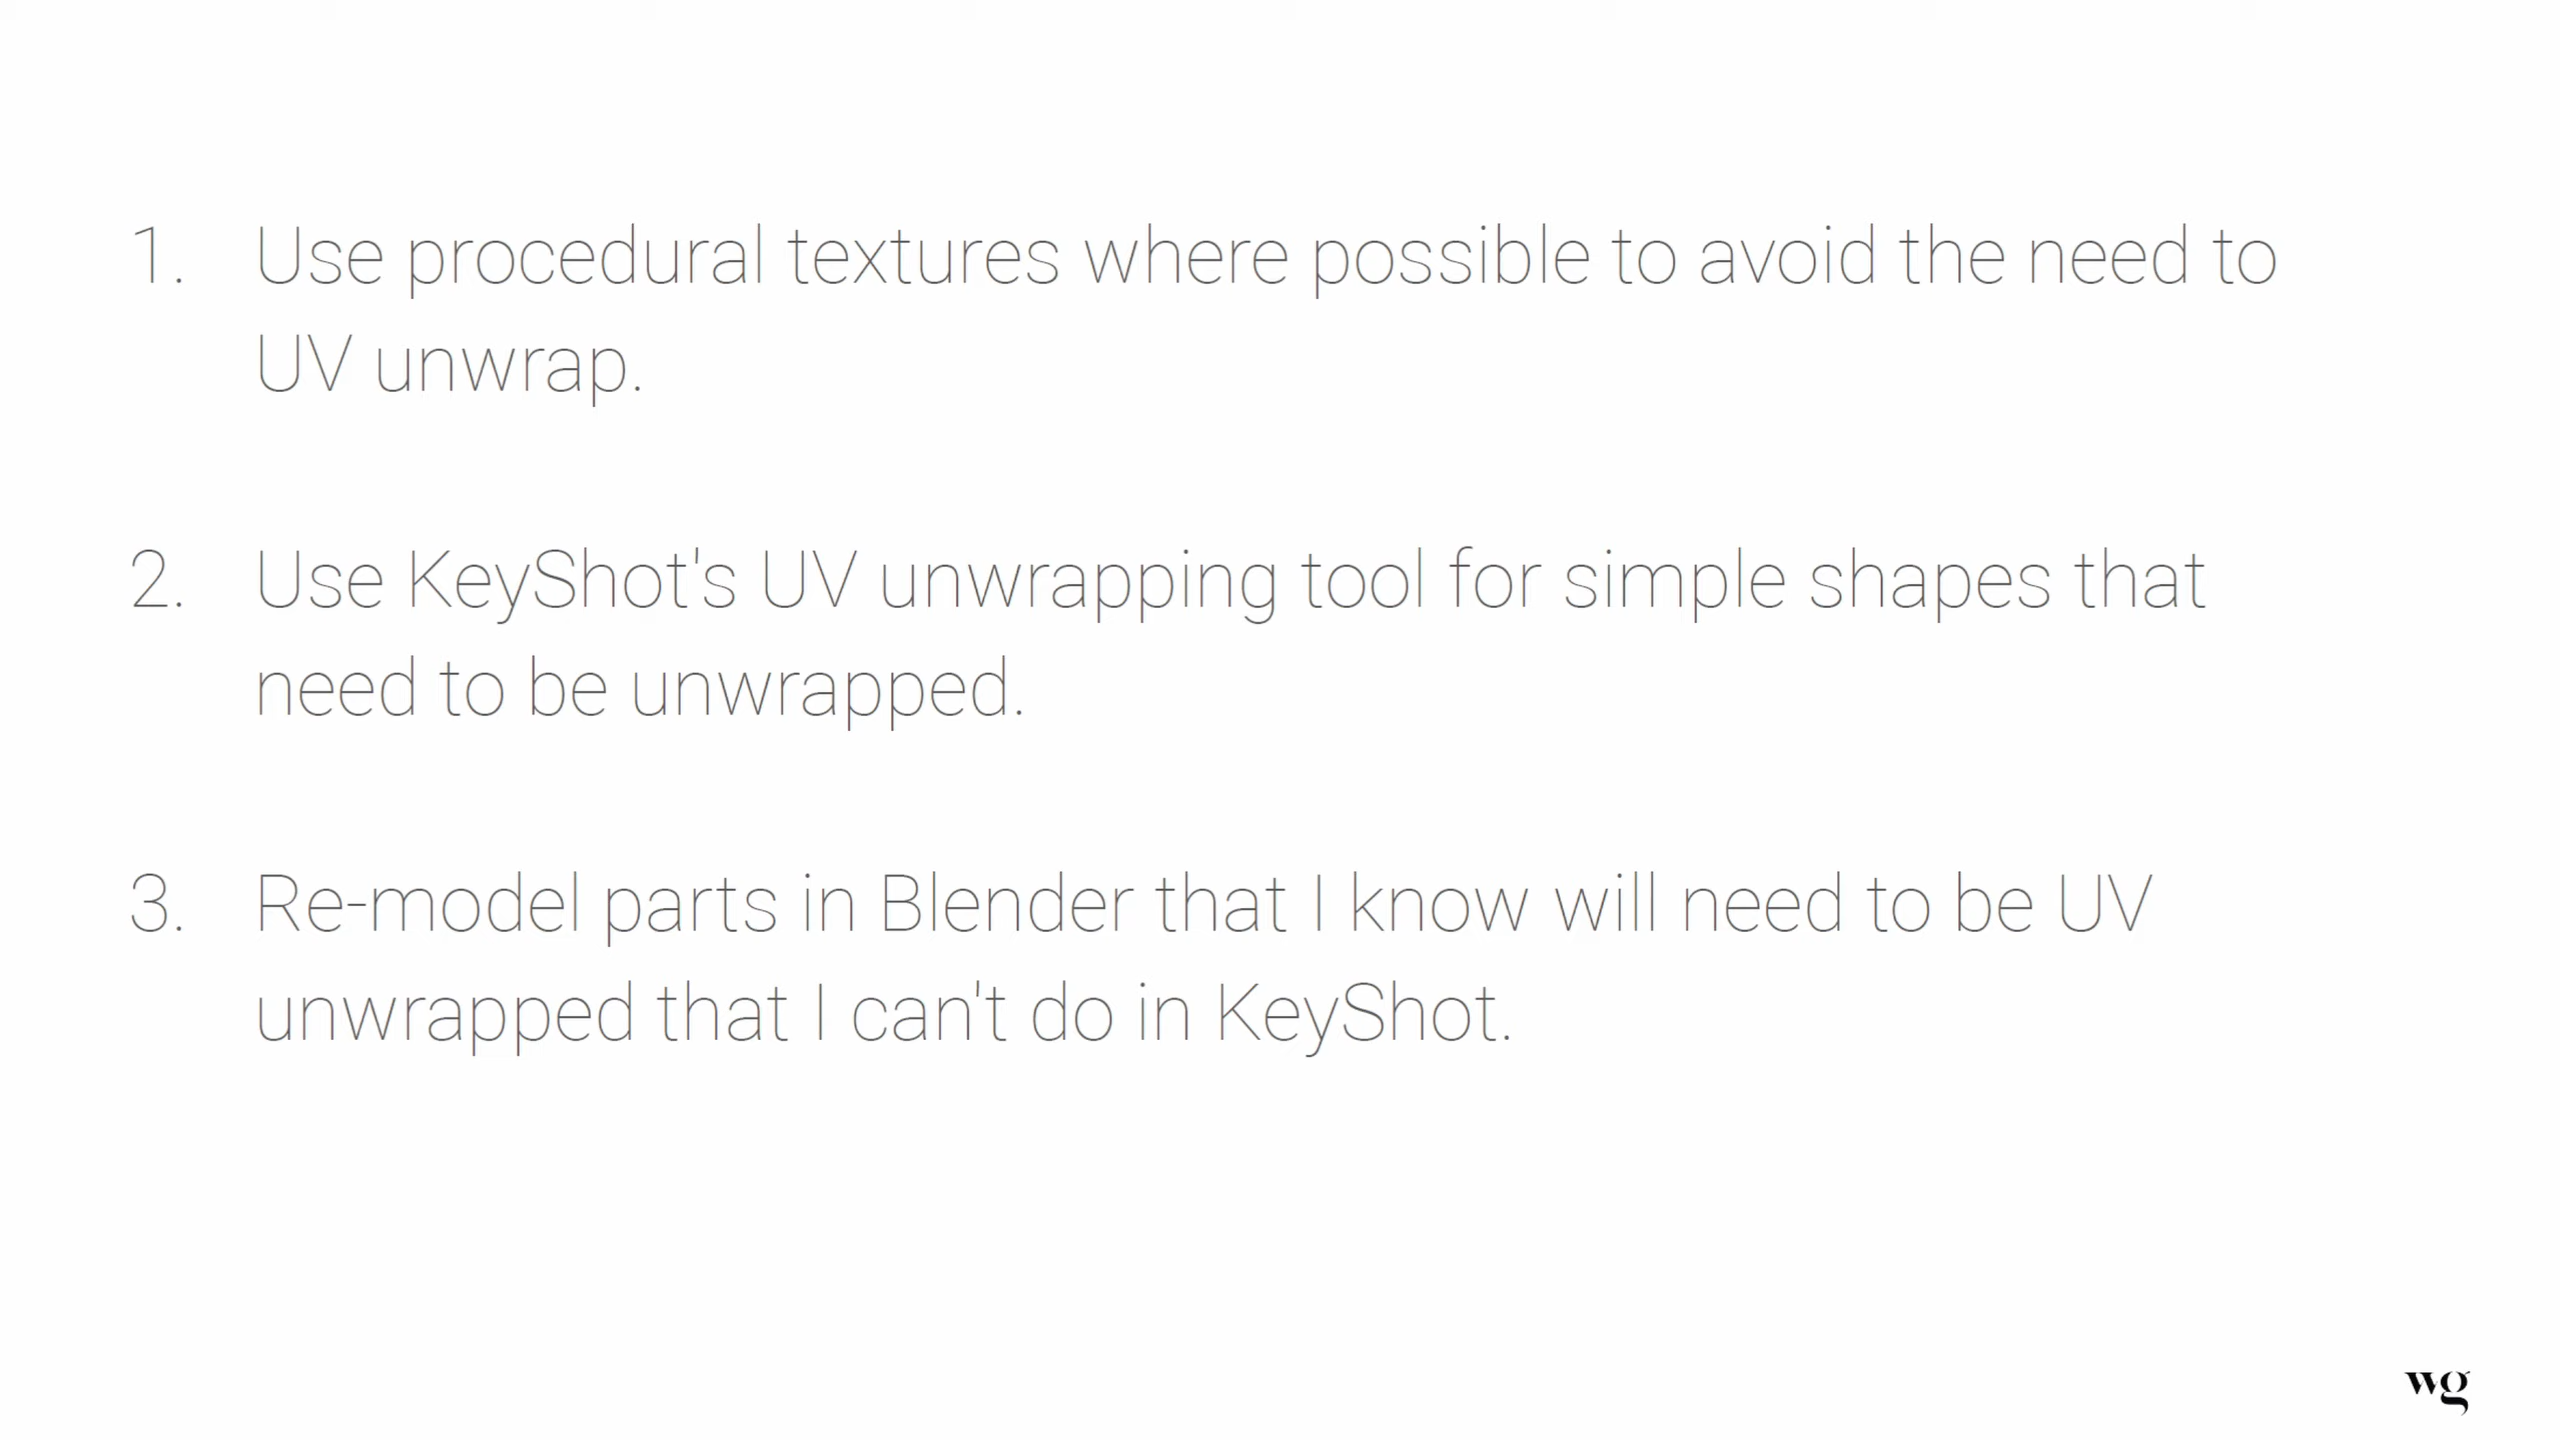 1. Use procedural textures where possible to avoid the need to
UV unwrap.
2. Use KeyShot's UV unwrapping tool for simple shapes that
need to be unwrapped.
3. Re-model parts in Blender that I know will need to be UV
unwrapped that I can't do in KeyShot.
wg